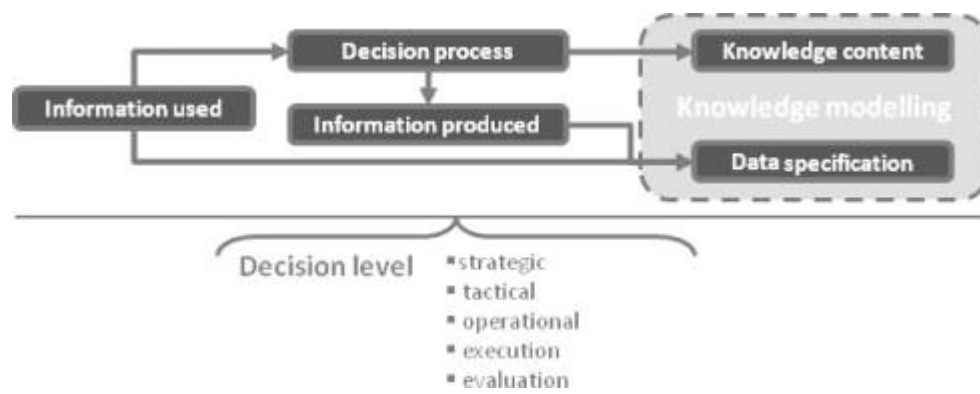 Decision process
Knowledge content
Information used
Information produced
Knowledge modelling
Data specification
Decision level
▪strategic
▪ tactical
▪ operational
▪ execution
▪ evaluation